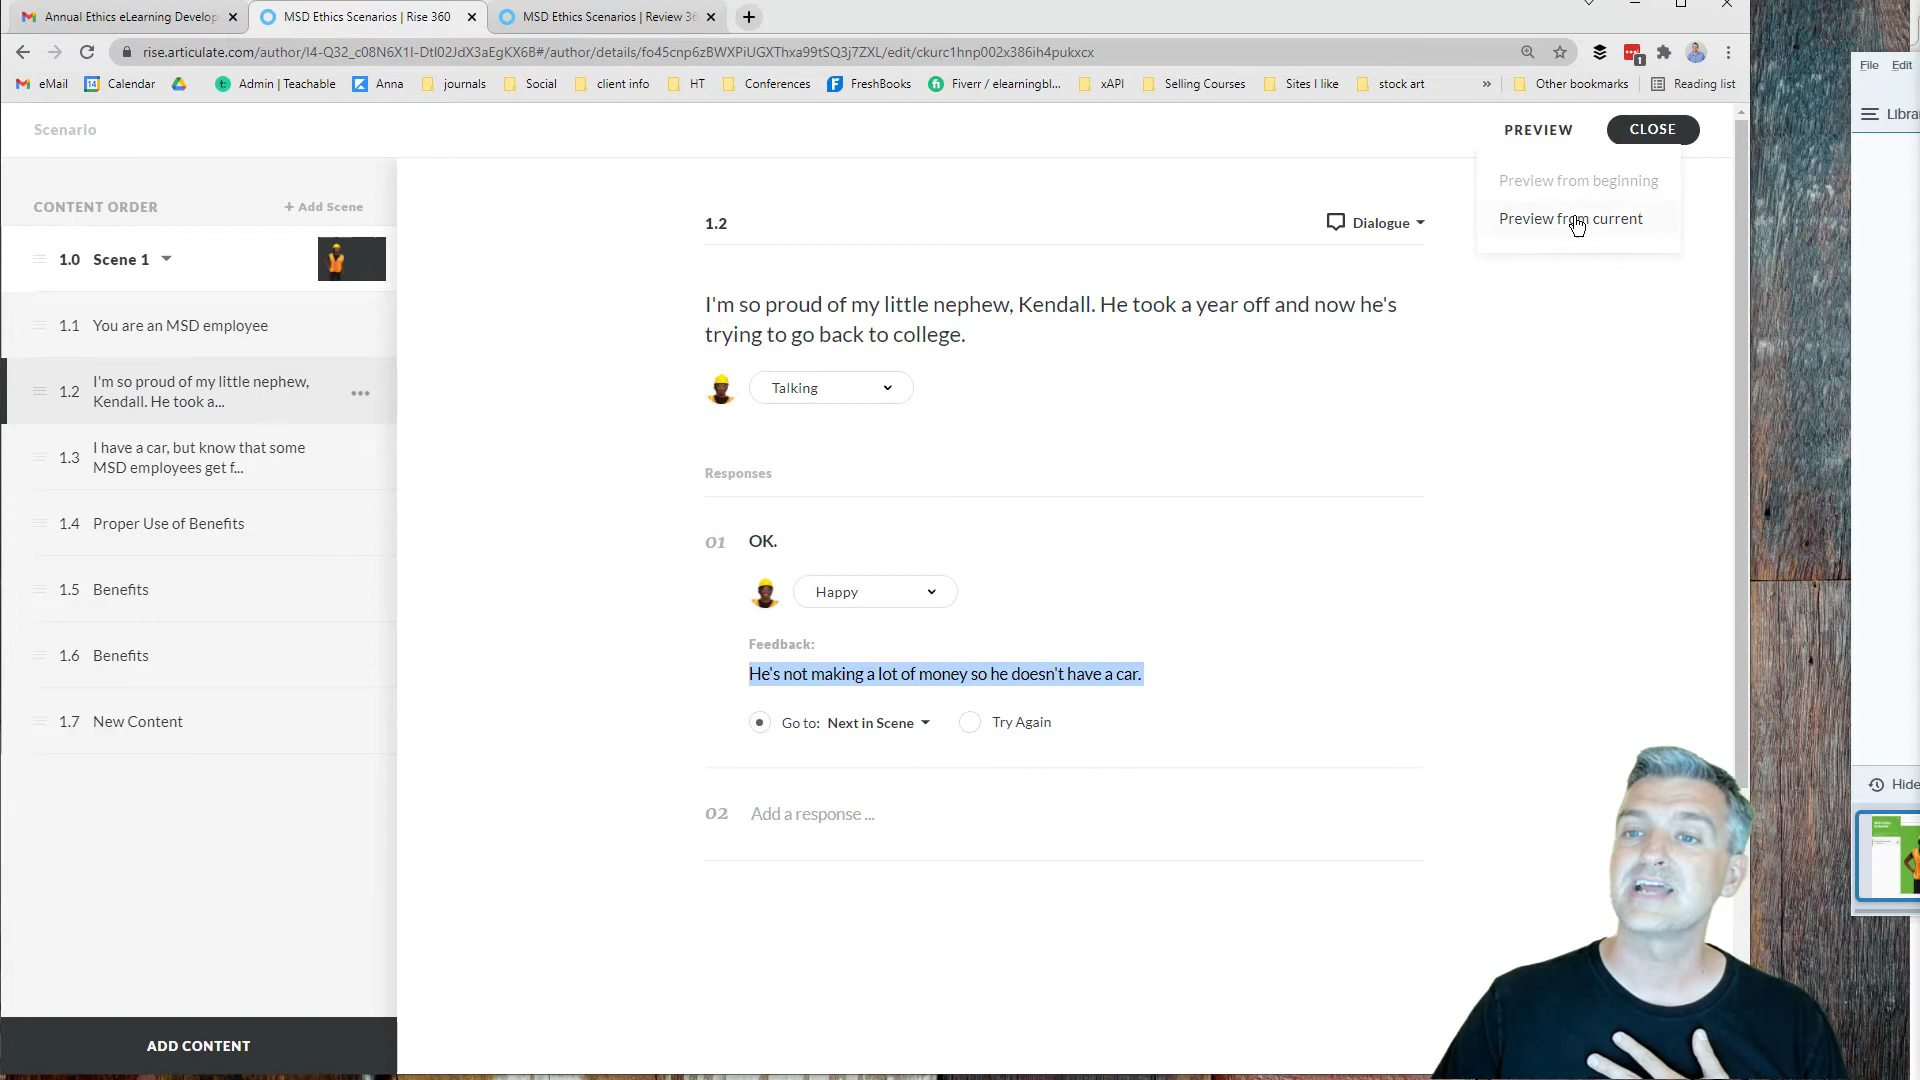 Annual Ethics eLearning Develop
MSD Ethics Scenarios | Rise 360
MSD Ethics Scenarios | Review 36
rise.articulate.com/author/I4-Q32_c08N6X1I-DtI02JdX3aEgKX6B#/author/details/fo45cnp6zBWXPiUGXThxa99tSQ3j7ZXL/edit/ckurc1hnp002x386ih4pukxcx
1
eMail
Calendar
Admin | Teachable
Anna
journals
Social
client info
HT
Conferences
FreshBooks
Fiverr / elearningbl...
xAPI
Selling Courses
Sites I like
stock art
»
Other bookmarks
Reading list
File Edit
Scenario
PREVIEW
CLOSE
Preview from beginning
Preview from current
CONTENT ORDER
+ Add Scene
1.0 Scene 1
1.1 You are an MSD employee
1.2 I'm so proud of my little nephew,
Kendall. He took a...
1.3 I have a car, but know that some
MSD employees get f...
1.4 Proper Use of Benefits
1.5 Benefits
1.6 Benefits
1.7 New Content
ADD CONTENT
1.2
Dialogue
I'm so proud of my little nephew, Kendall. He took a year off and now he's
trying to go back to college.
Talking
Responses
01 OK.
Happy
Feedback:
He's not making a lot of money so he doesn't have a car.
Go to: Next in Scene
Try Again
02 Add a response ...
Hide